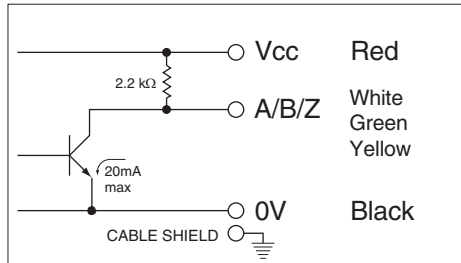 Vcc Red
2.2 kΩ
A/B/Z White
Green
Yellow
20mA
max
0V Black
CABLE SHIELD